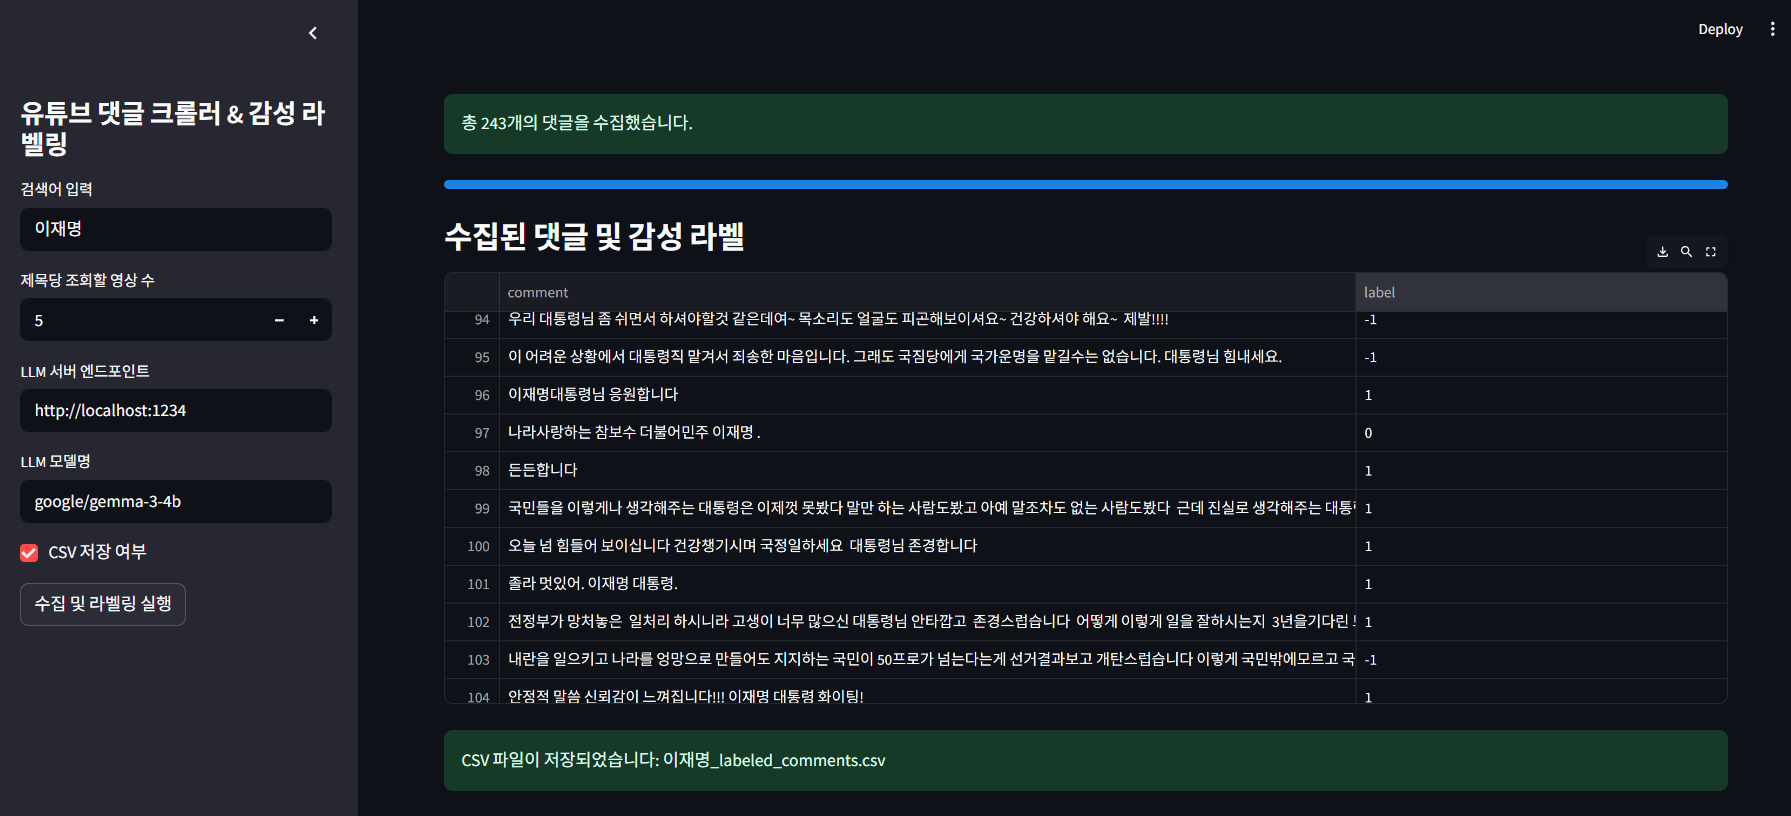 Deploy
유튜브 댓글 크롤러 & 감성 라
벨링
검색어 입력
이재명
제목당 조회할 영상 수
5
LLM 서버 엔드포인트
http://localhost:1234
LLM 모델명
google/gemma-3-4b
CSV 저장 여부
수집 및 라벨링 실행
총 243개의 댓글을 수집했습니다.
수집된 댓글 및 감성 라벨
comment label
94 우리 대통령님 좀 쉬면서 하셔야할것 같은데여~ 목소리도 얼굴도 피곤해보이셔요~ 건강하셔야 해요~ 제발!!!! -1
95 이 어려운 상황에서 대통령직 맡겨서 죄송한 마음입니다. 그래도 국짐당에게 국가운명을 맡길수는 없습니다. 대통령님 힘내세요. -1
96 이재명대통령님 응원합니다 1
97 나라사랑하는 참보수 더불어민주 이재명 . 0
98 든든합니다 1
99 국민들을 이렇게나 생각해주는 대통령은 이제껏 못봤다 말만 하는 사람도봤고 아예 말조차도 없는 사람도봤다 근데 진실로 생각해주는 대통 1
100 오늘 넘 힘들어 보이십니다 건강챙기시며 국정일하세요 대통령님 존경합니다 1
101 졸라 멋있어. 이재명 대통령. 1
102 전정부가 망쳐놓은 일처리 하시니라 고생이 너무 많으신 대통령님 안타깝고 존경스럽습니다 어떻게 이렇게 일을 잘하시는지 3년을기다린 1
103 내란을 일으키고 나라를 엉망으로 만들어도 지지하는 국민이 50프로가 넘는다는게 선거결과보고 개탄스럽습니다 이렇게 국민밖에모르고 국 -1
104 안정적 말씀 신뢰감이 느껴집니다!!! 이재명 대통령 화이팅! 1
CSV 파일이 저장되었습니다: 이재명_labeled_comments.csv